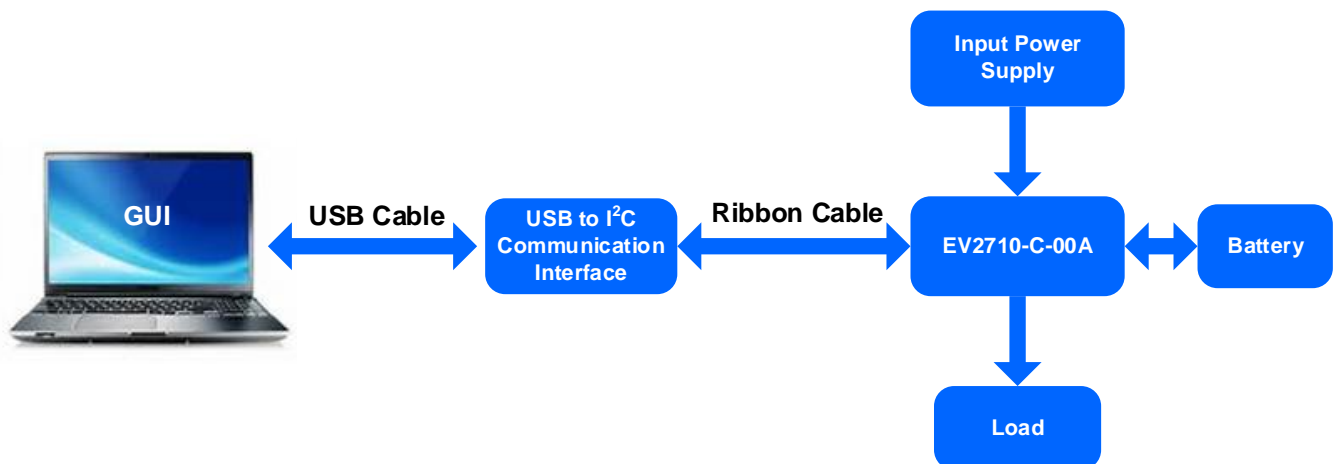 Input Power
Supply
GUI
USB Cable
USB to I²C
Communication
Interface
Ribbon Cable
EV2710-C-00A
Battery
Load